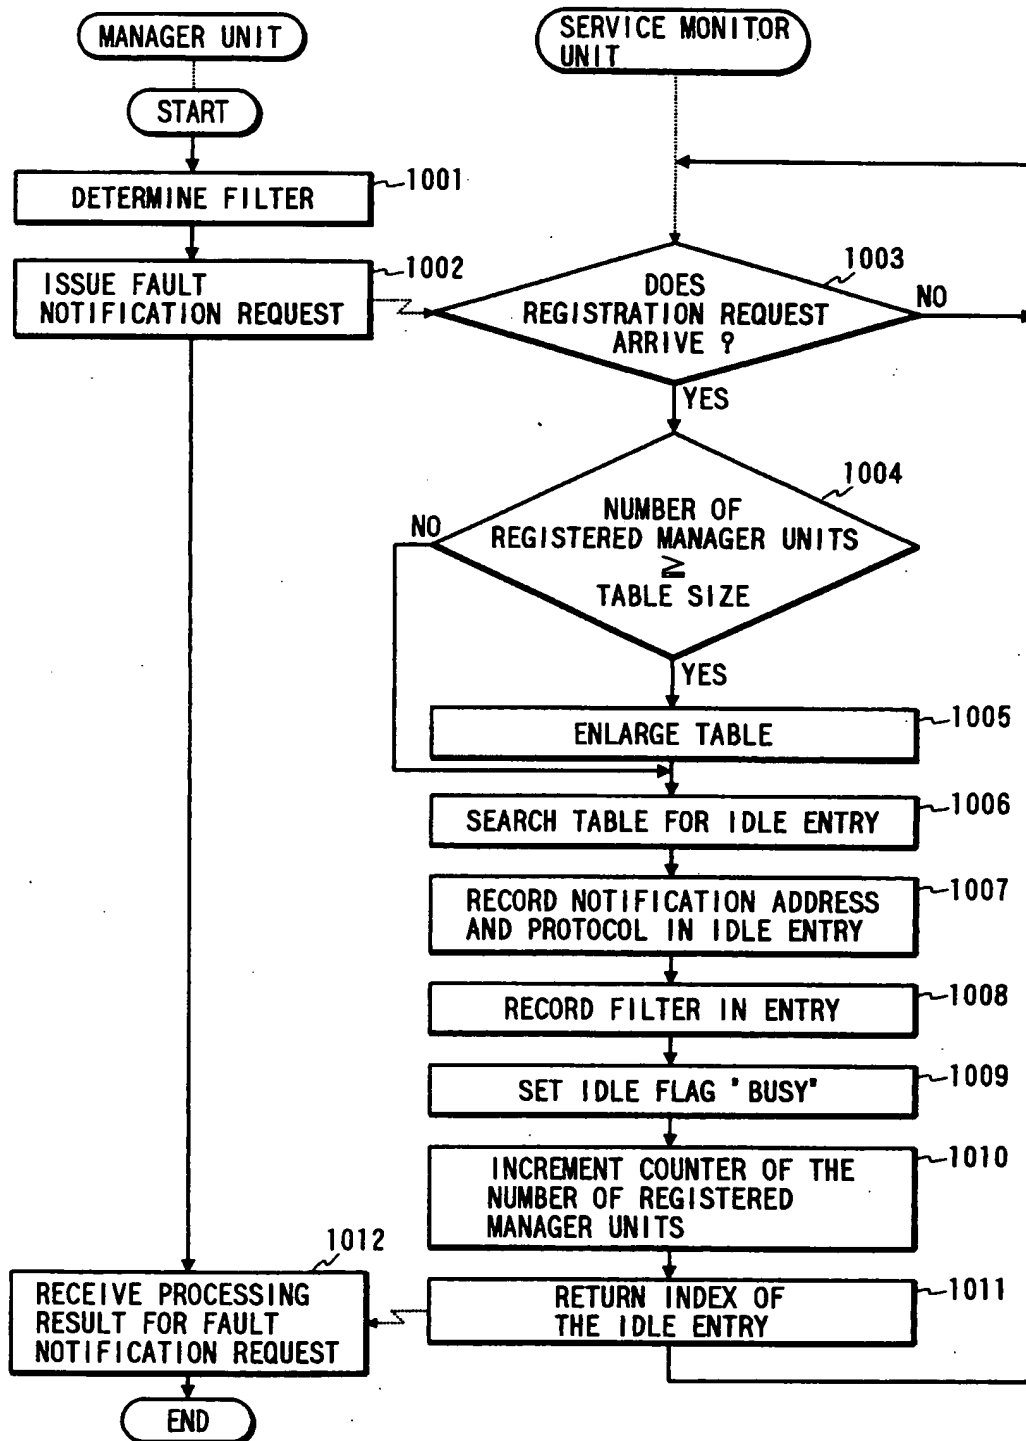 MANAGER UNIT
START
DETERMINE FILTER
1001
ISSUE FAULT
NOTIFICATION REQUEST
1002
SERVICE MONITOR
UNIT
DOES
REGISTRATION REQUEST
ARRIVE ?
1003
NO
YES
NUMBER OF
REGISTERED MANAGER UNITS
≧
TABLE SIZE
1004
NO
YES
ENLARGE TABLE
1005
SEARCH TABLE FOR IDLE ENTRY
1006
RECORD NOTIFICATION ADDRESS
AND PROTOCOL IN IDLE ENTRY
1007
RECORD FILTER IN ENTRY
1008
SET IDLE FLAG "BUSY"
1009
INCREMENT COUNTER OF THE
NUMBER OF REGISTERED
MANAGER UNITS
1010
RETURN INDEX OF
THE IDLE ENTRY
1011
1012
RECEIVE PROCESSING
RESULT FOR FAULT
NOTIFICATION REQUEST
END